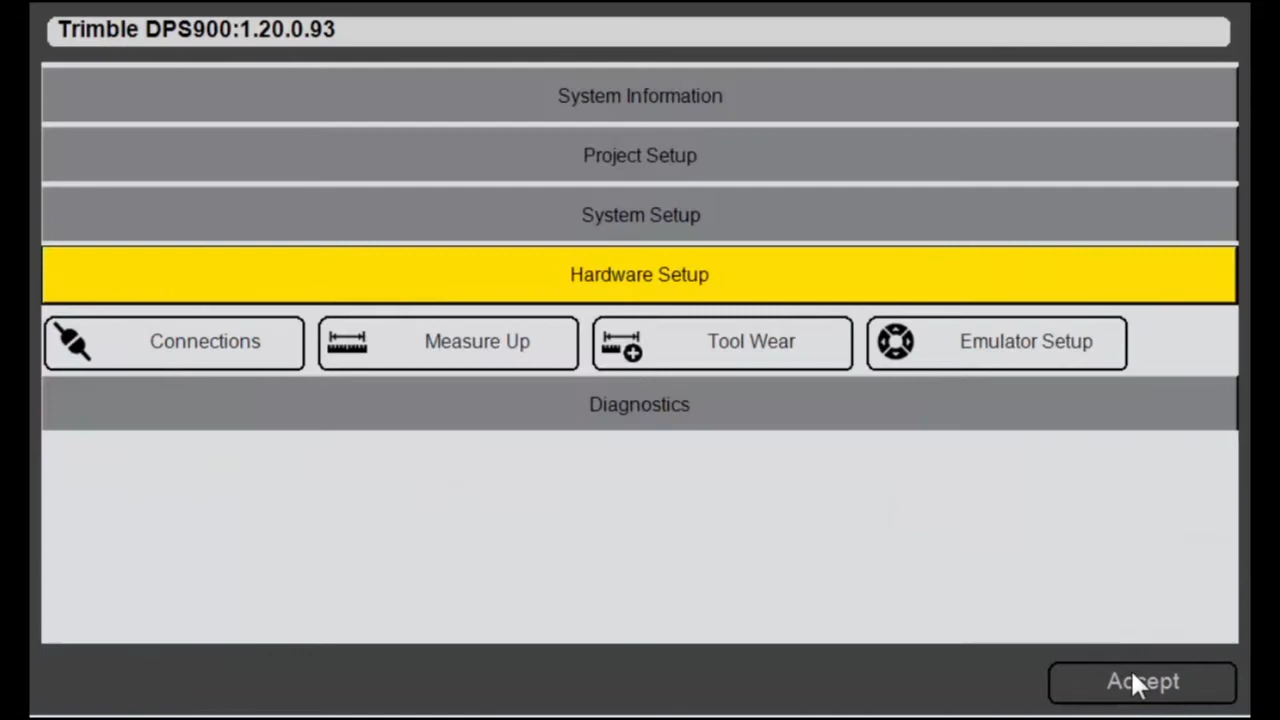 Trimble DPS900:1.20.0.93
System Information
Project Setup
System Setup
Hardware Setup
Connections
Measure Up
Tool Wear
Emulator Setup
Diagnostics
Accept